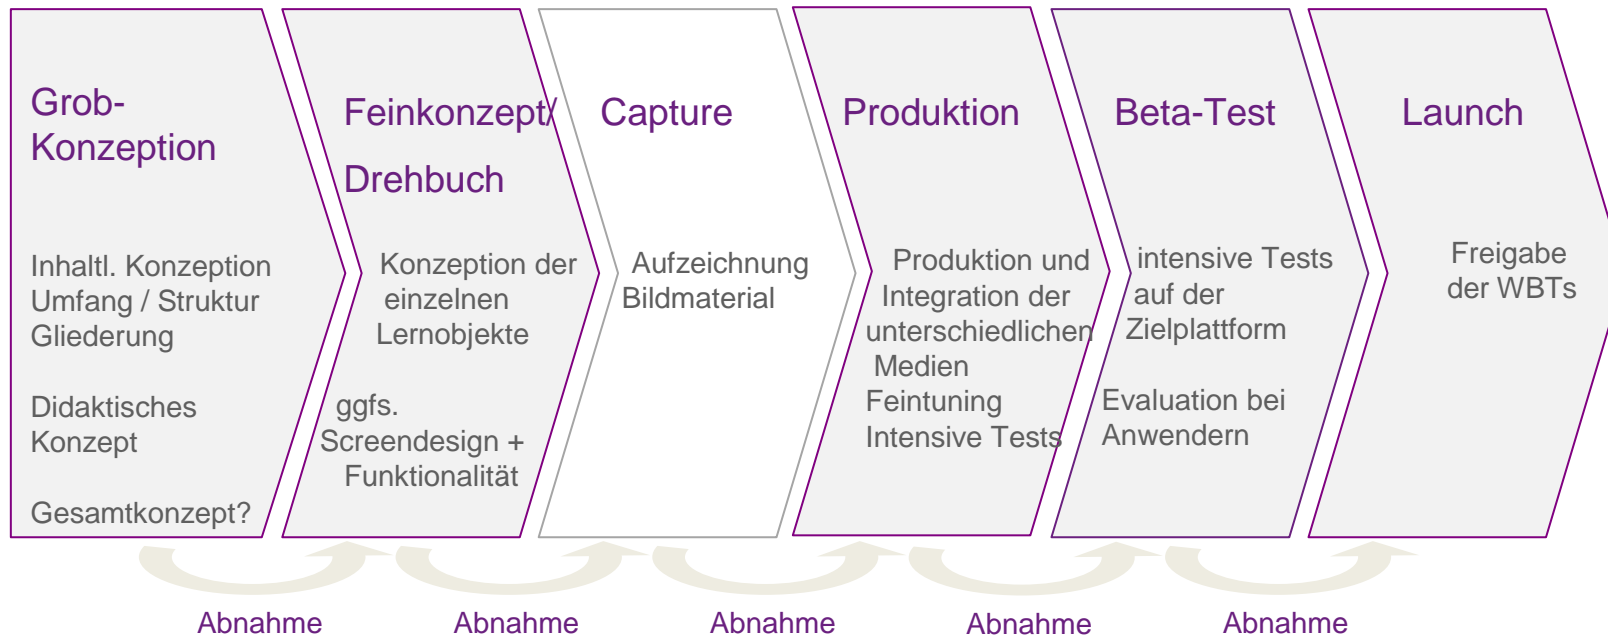 Grob-
Konzeption
Inhaltl. Konzeption
Umfang / Struktur
Gliederung
Didaktisches
Konzept
Gesamtkonzept?
Feinkonzept/
Drehbuch
Konzeption der
einzelnen
Lernobjekte
ggfs.
Screendesign +
Funktionalität
Capture
Aufzeichnung
Bildmaterial
Produktion
Produktion und
Integration der
unterschiedlichen
Medien
Feintuning
Intensive Tests
Beta-Test
intensive Tests
auf der
Zielplattform
Evaluation bei
Anwendern
Launch
Freigabe
der WBTs
Abnahme
Abnahme
Abnahme
Abnahme
Abnahme